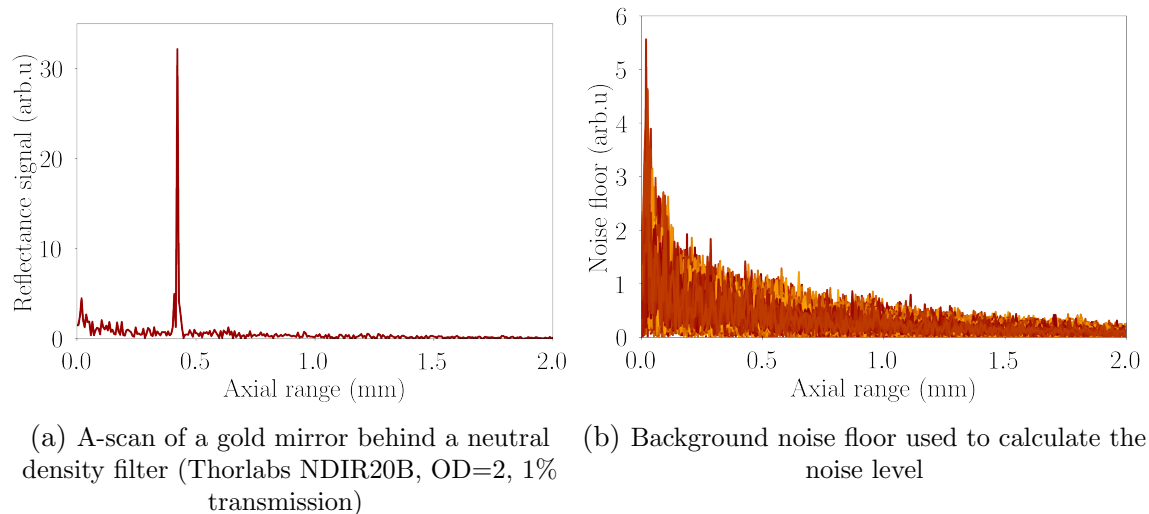 Reflectance signal (arb.u)
30
20
10
0
0.0 0.5 1.0 1.5 2.0
Axial range (mm)
Noise floor (arb.u)
6
5
4
3
2
1
0
0.0 0.5 1.0 1.5 2.0
Axial range (mm)
(a) A-scan of a gold mirror behind a neutral
density filter (Thorlabs NDIR20B, OD=2, 1%
transmission)
(b) Background noise floor used to calculate the
noise level